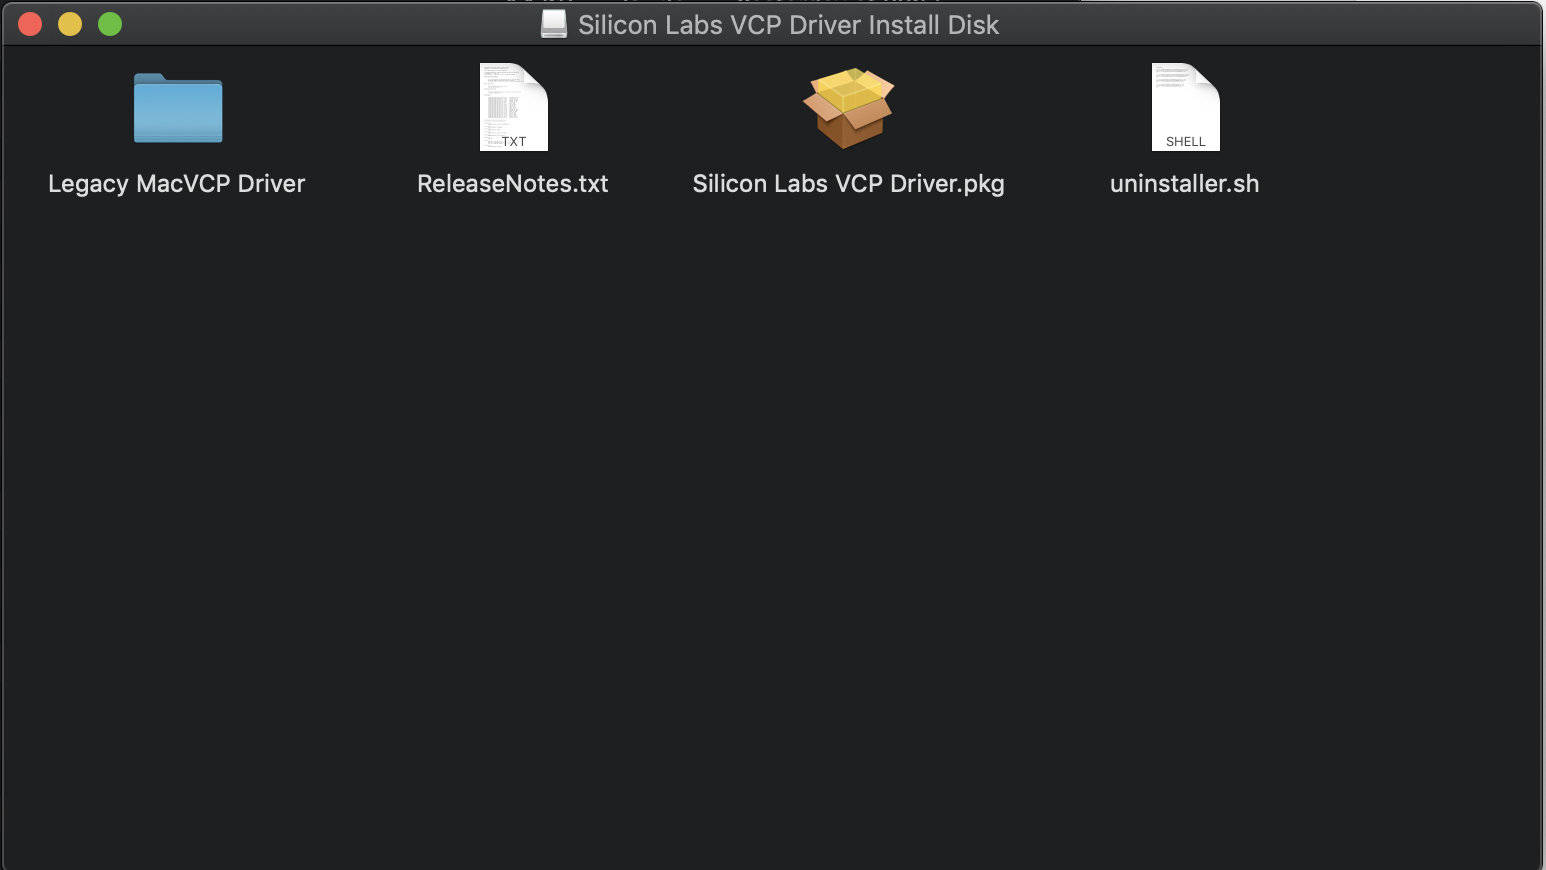 Silicon Labs VCP Driver Install Disk
TXT
SHELL
Legacy MacVCP Driver
ReleaseNotes.txt
Silicon Labs VCP Driver.pkg
uninstaller.sh